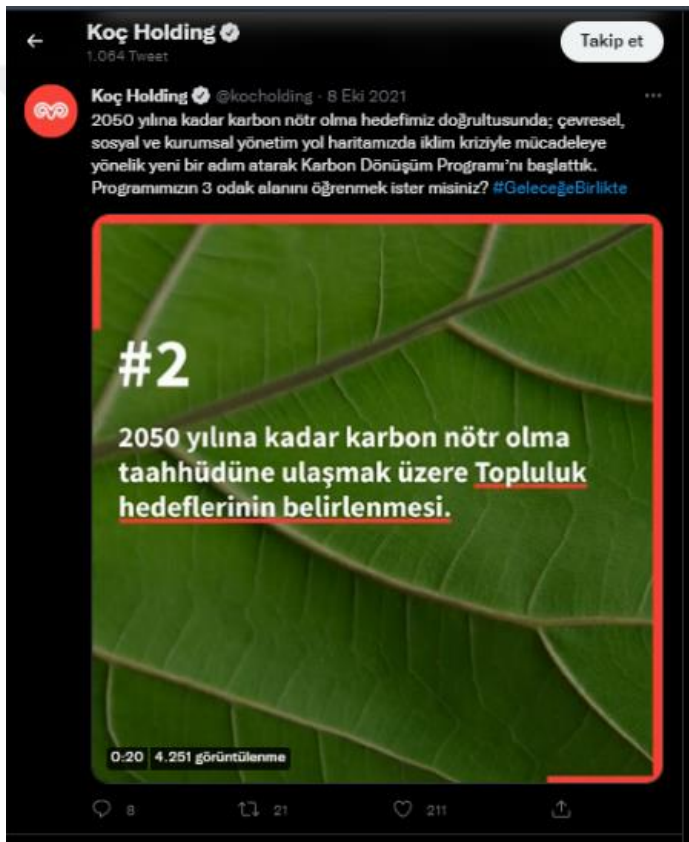 Koç Holding
1.064 Tweet
Takip et
Koç Holding @kocholding · 8 Eki 2021
2050 yılına kadar karbon nötr olma hedefimiz doğrultusunda; çevresel,
sosyal ve kurumsal yönetim yol haritamızda iklim kriziyle mücadeleye
yönelik yeni bir adım atarak Karbon Dönüşüm Programı'nı başlattık.
Programımızın 3 odak alanını öğrenmek ister misiniz? #GeleceğeBirlikte
#2
2050 yılına kadar karbon nötr olma
taahhüdüne ulaşmak üzere Topluluk
hedeflerinin belirlenmesi.
0:20 4.251 görüntülenme
8 21 211